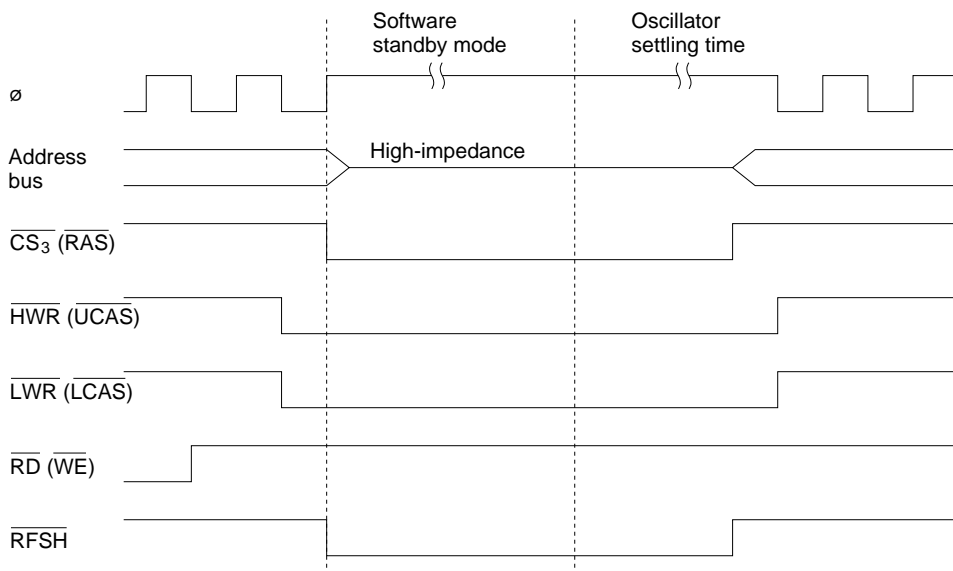 Software
standby mode
Oscillator
settling time
ø
Address
bus
High-impedance
CS₃ (RAS)
HWR (UCAS)
LWR (LCAS)
RD (WE)
RFSH